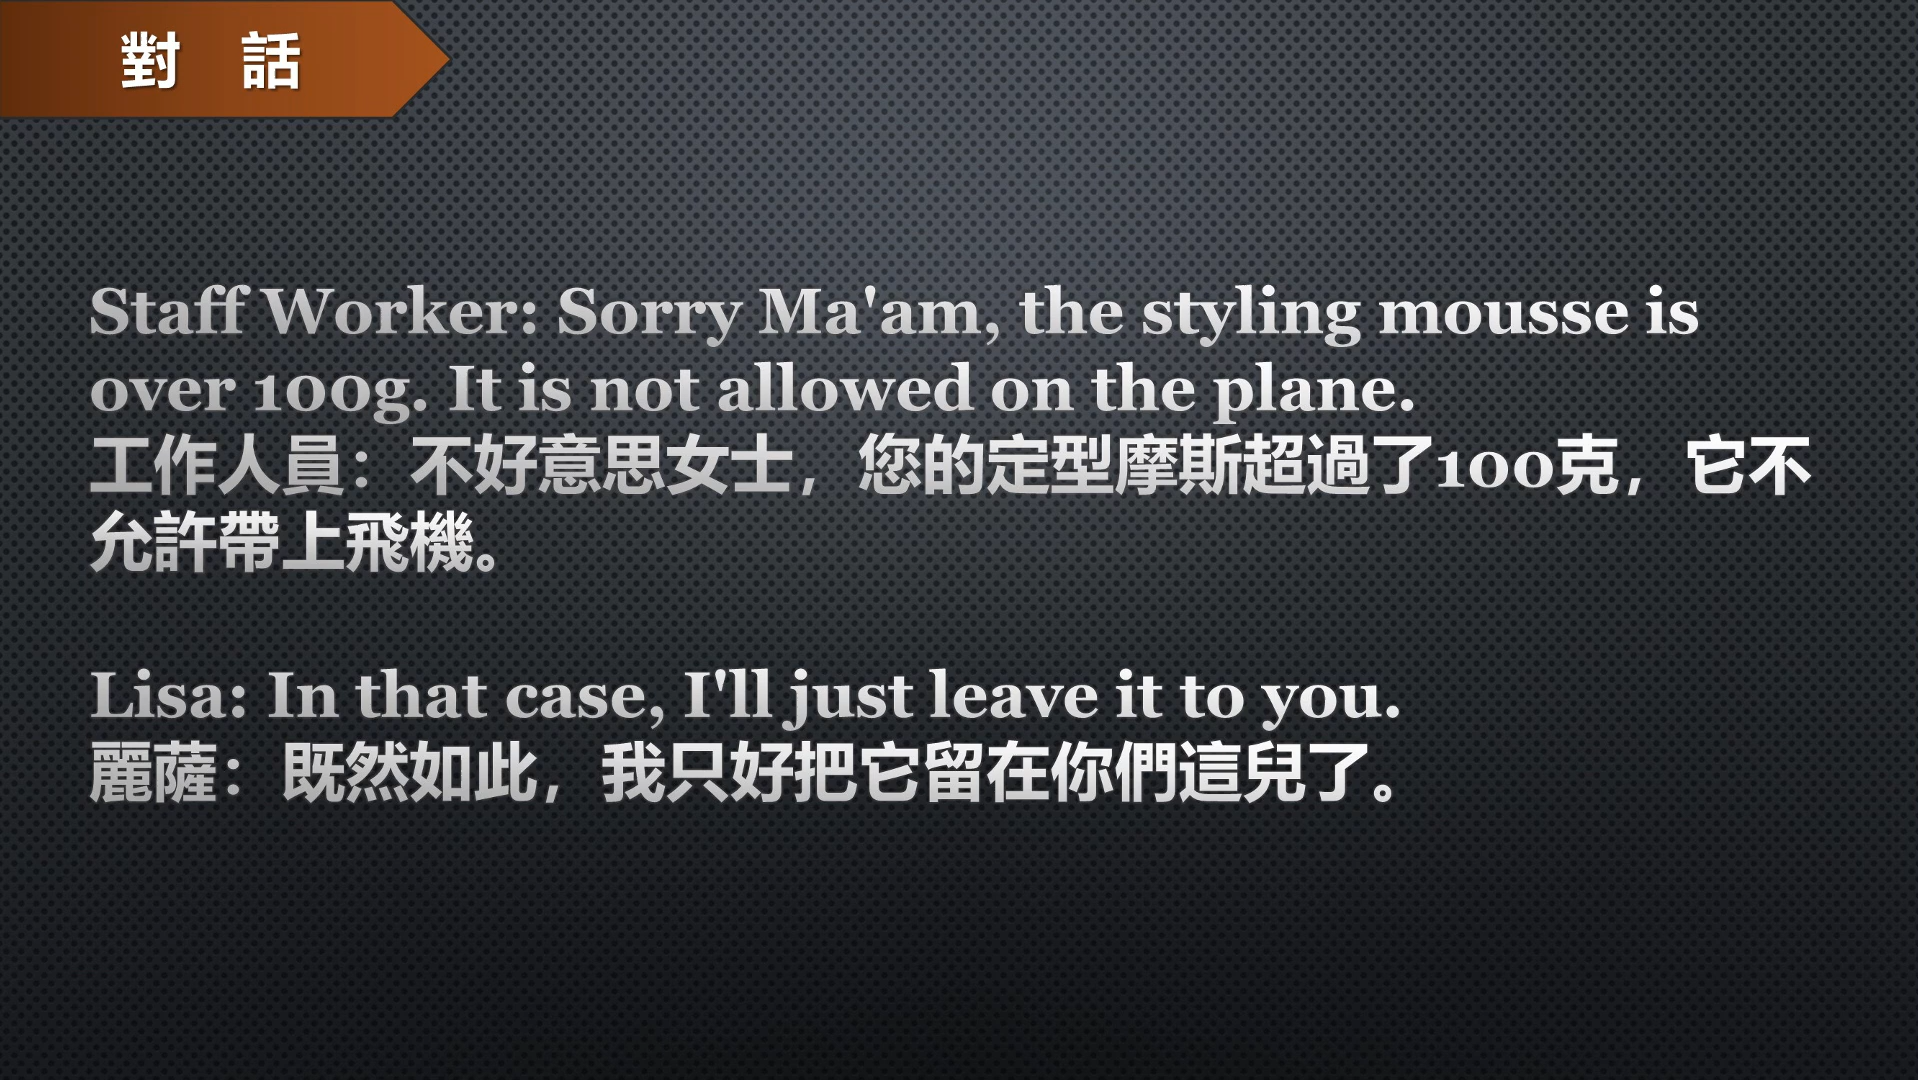 對　話
Staff Worker: Sorry Ma'am, the styling mousse is
over 100g. It is not allowed on the plane.
工作人員：不好意思女士，您的定型摩斯超過了100克，它不
允許帶上飛機。
Lisa: In that case, I'll just leave it to you.
麗薩：既然如此，我只好把它留在你們這兒了。